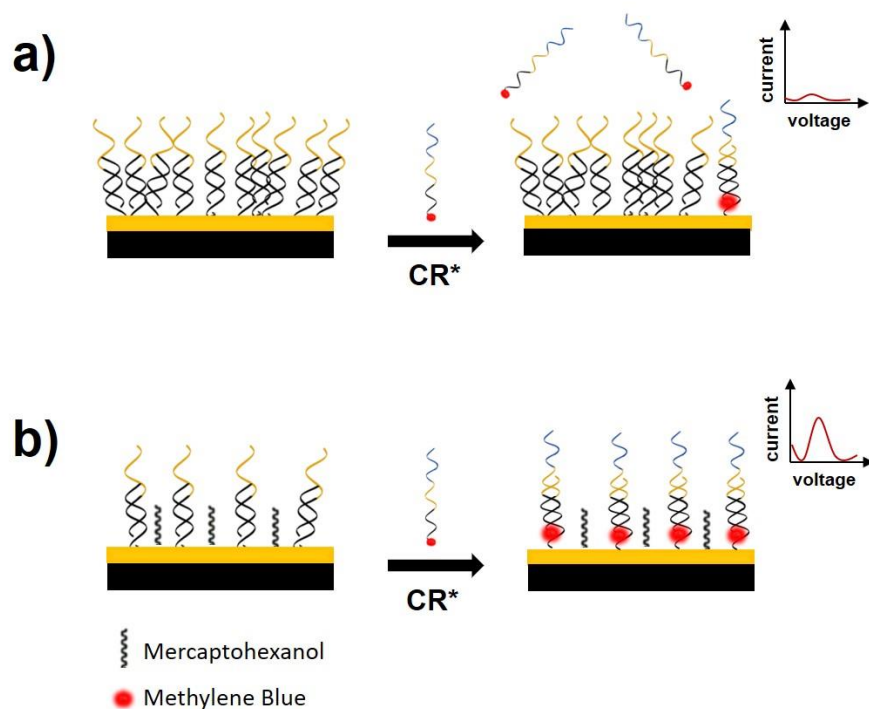 a)
current
voltage
CR*
b)
current
voltage
CR*
Mercaptohexanol
Methylene Blue